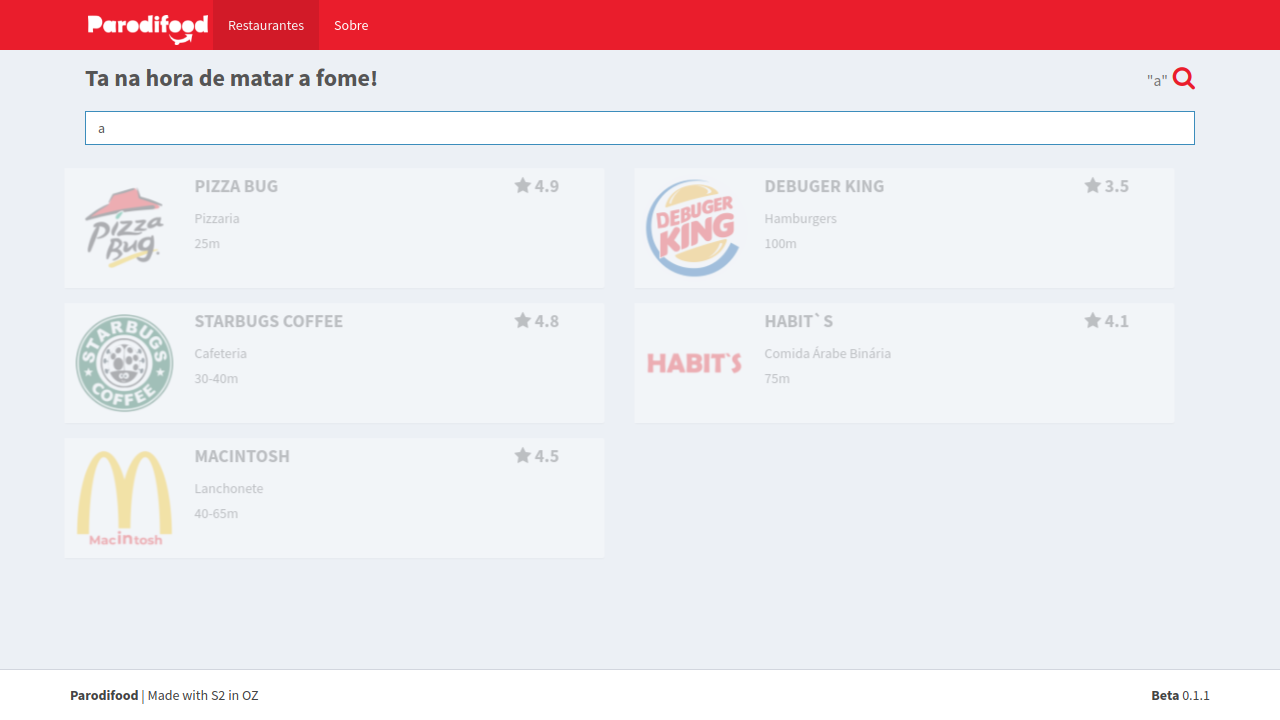 Parodifood Restaurantes Sobre
Ta na hora de matar a fome!
"a"
a
Pizza Bug.
PIZZA BUG 4.9
Pizzaria
25m
DEBUGER KING
DEBUGER KING 3.5
Hamburgers
100m
STARBUGS COFFEE
STARBUGS COFFEE 4.8
Cafeteria
30-40m
HABIT`S
HABIT`S 4.1
Comida Árabe Binária
75m
Macintosh
MACINTOSH 4.5
Lanchonete
40-65m
Parodifood | Made with S2 in OZ
Beta 0.1.1